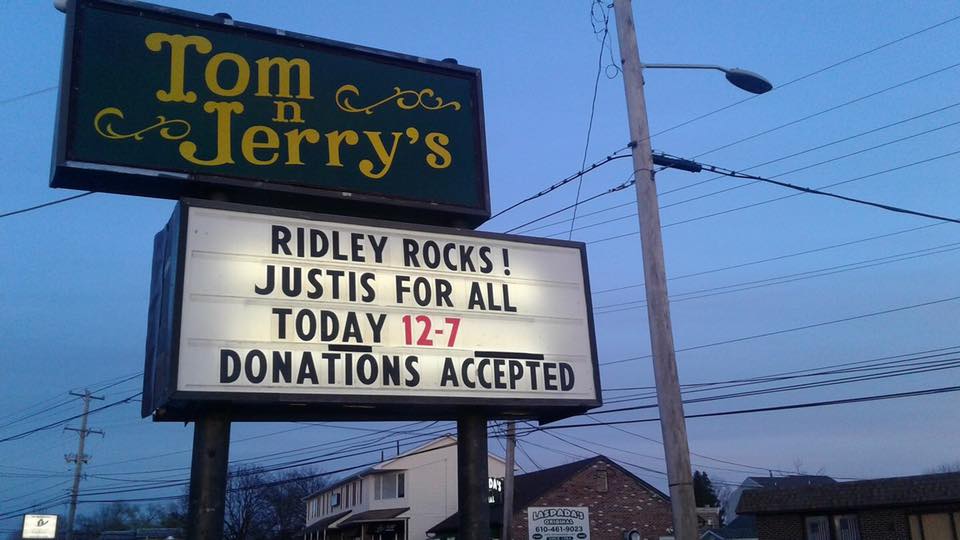 Tom
n
Jerry's
RIDLEY ROCKS!
JUSTIS FOR ALL
TODAY 12-7
DONATIONS ACCEPTED
LASPADA'S
ORIGINAL
610-461-9023